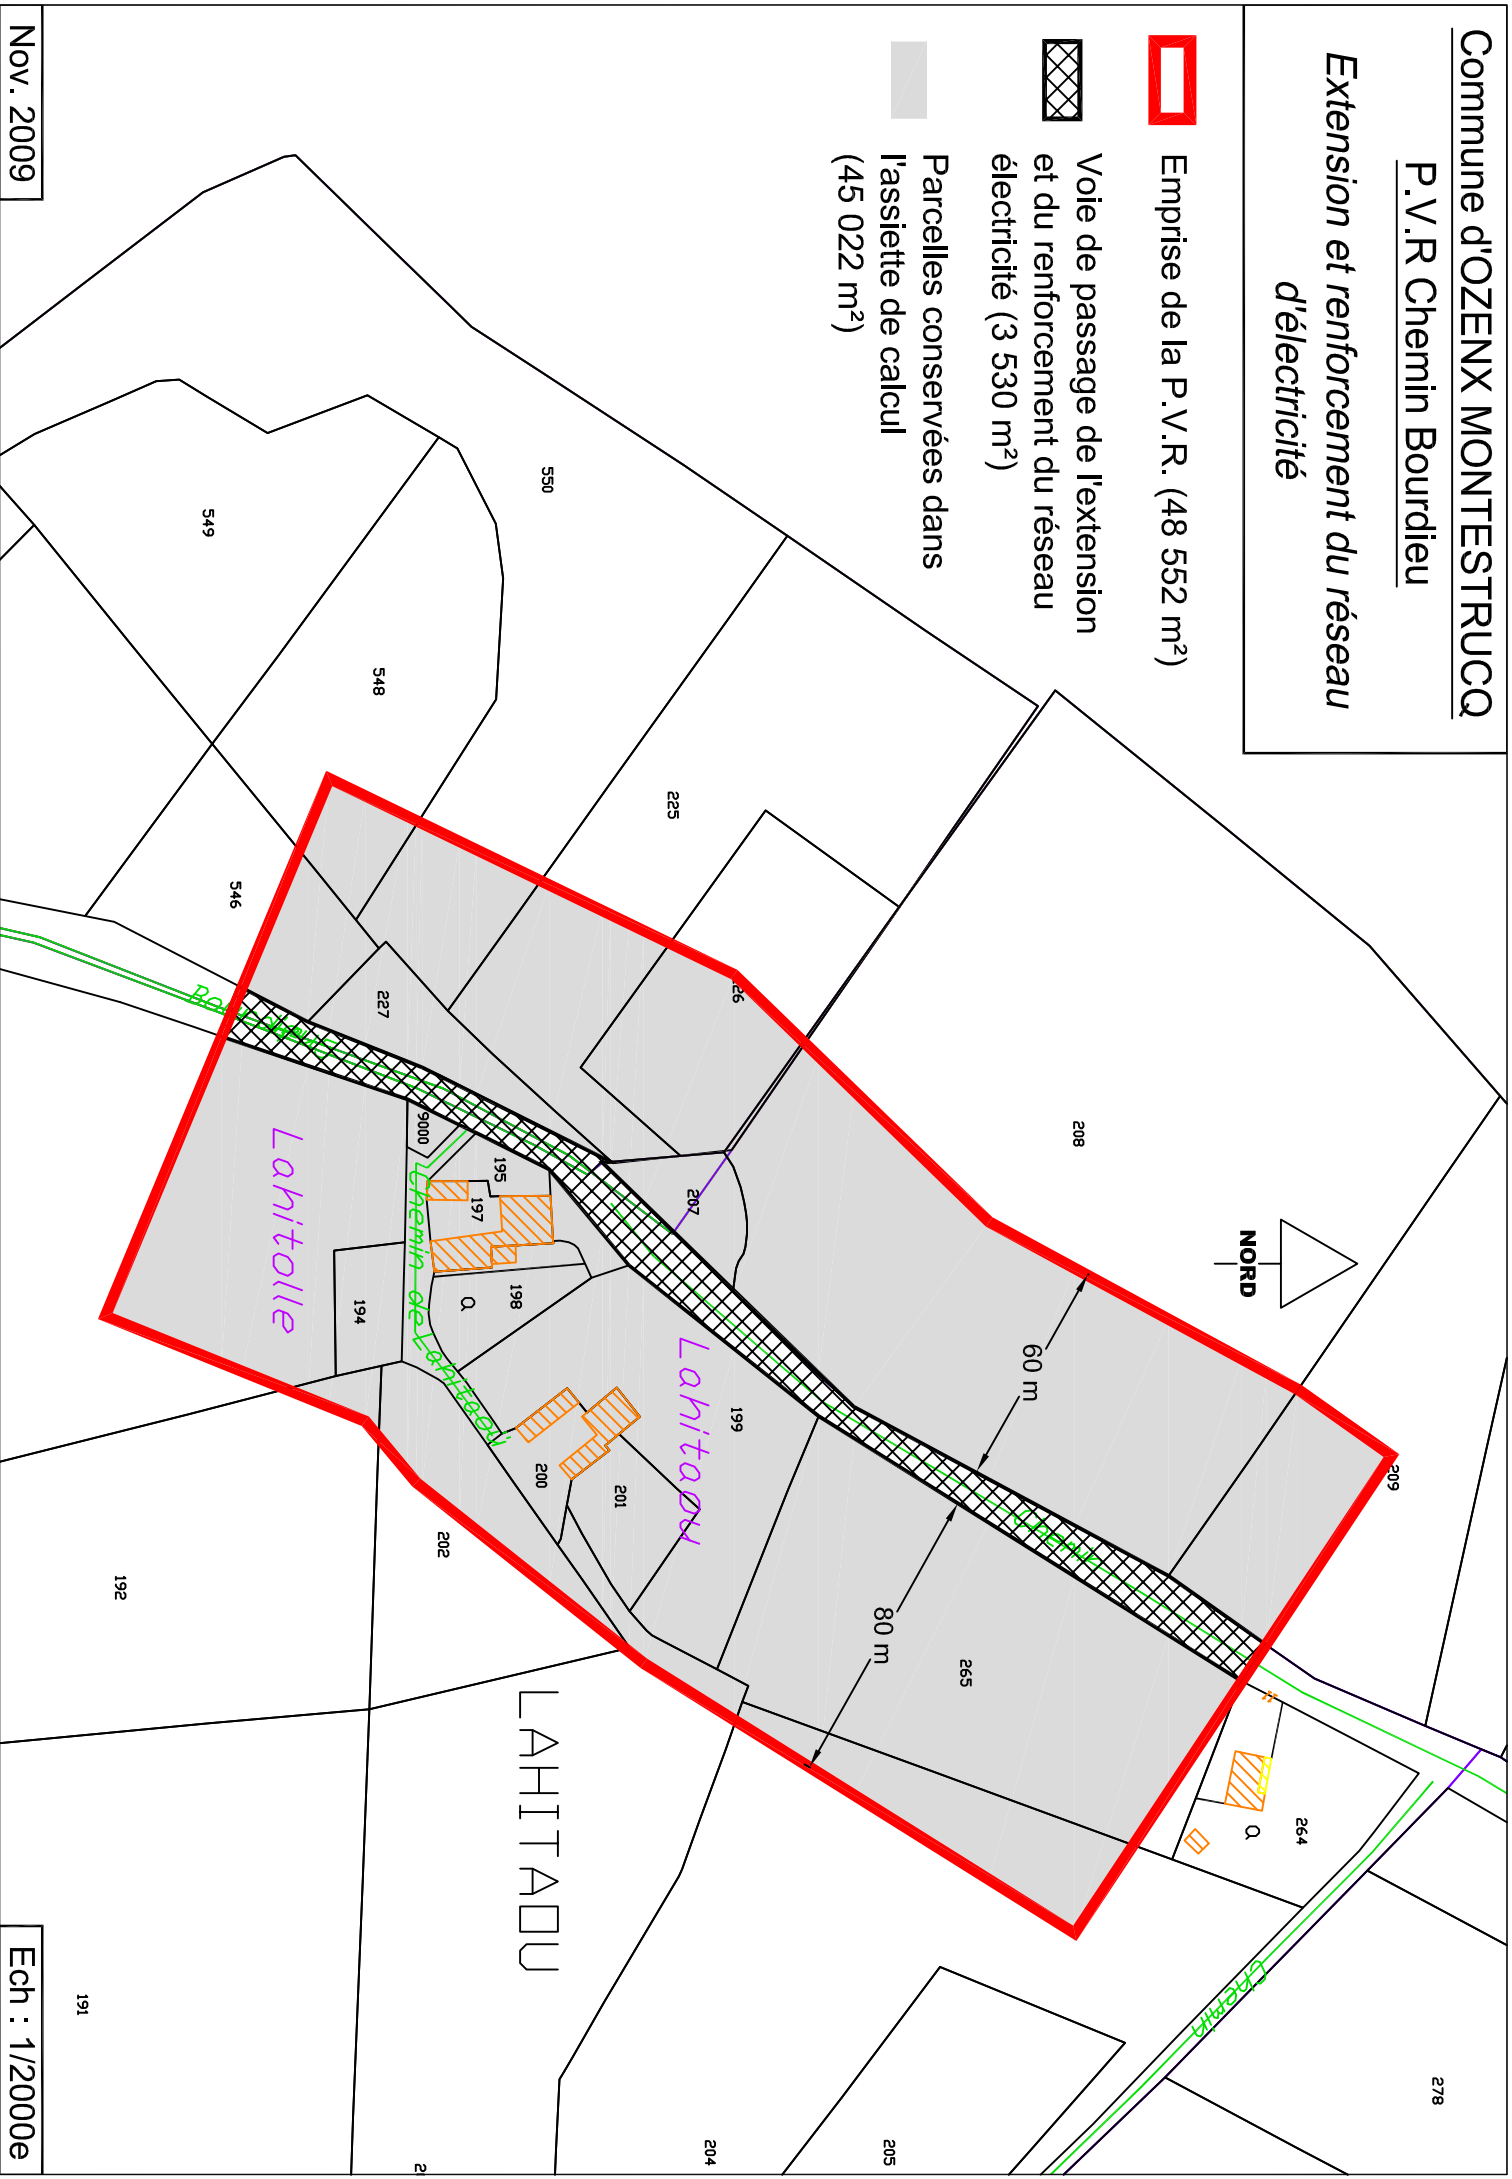 Commune d'OZENX MONTESTRUCQ
P.V.R Chemin Bourdieu
Extension et renforcement du réseau
d'électricité
Emprise de la P.V.R. (48 552 m²)
Voie de passage de l'extension
et du renforcement du réseau
électricité (3 530 m²)
Parcelles conservées dans
l'assiette de calcul
(45 022 m²)
NORD
60 m
80 m
550
549
548
546
225
26
227
208
209
207
9000
195
197
198
a
194
199
200
201
202
265
264
a
278
192
191
204
205
Lahitolle
Lahitaou
LAHITAOU
Chemin de Lahitaou
Chemin
Chemin
Nov. 2009
Ech : 1/2000e